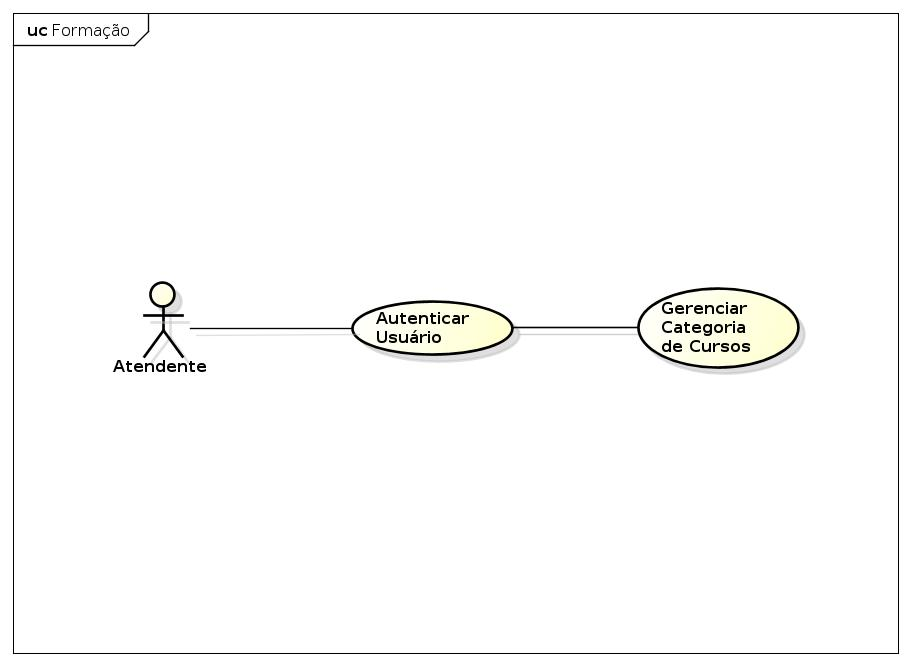 uc Formação
Autenticar
Usuário
Gerenciar
Categoria
de Cursos
Atendente